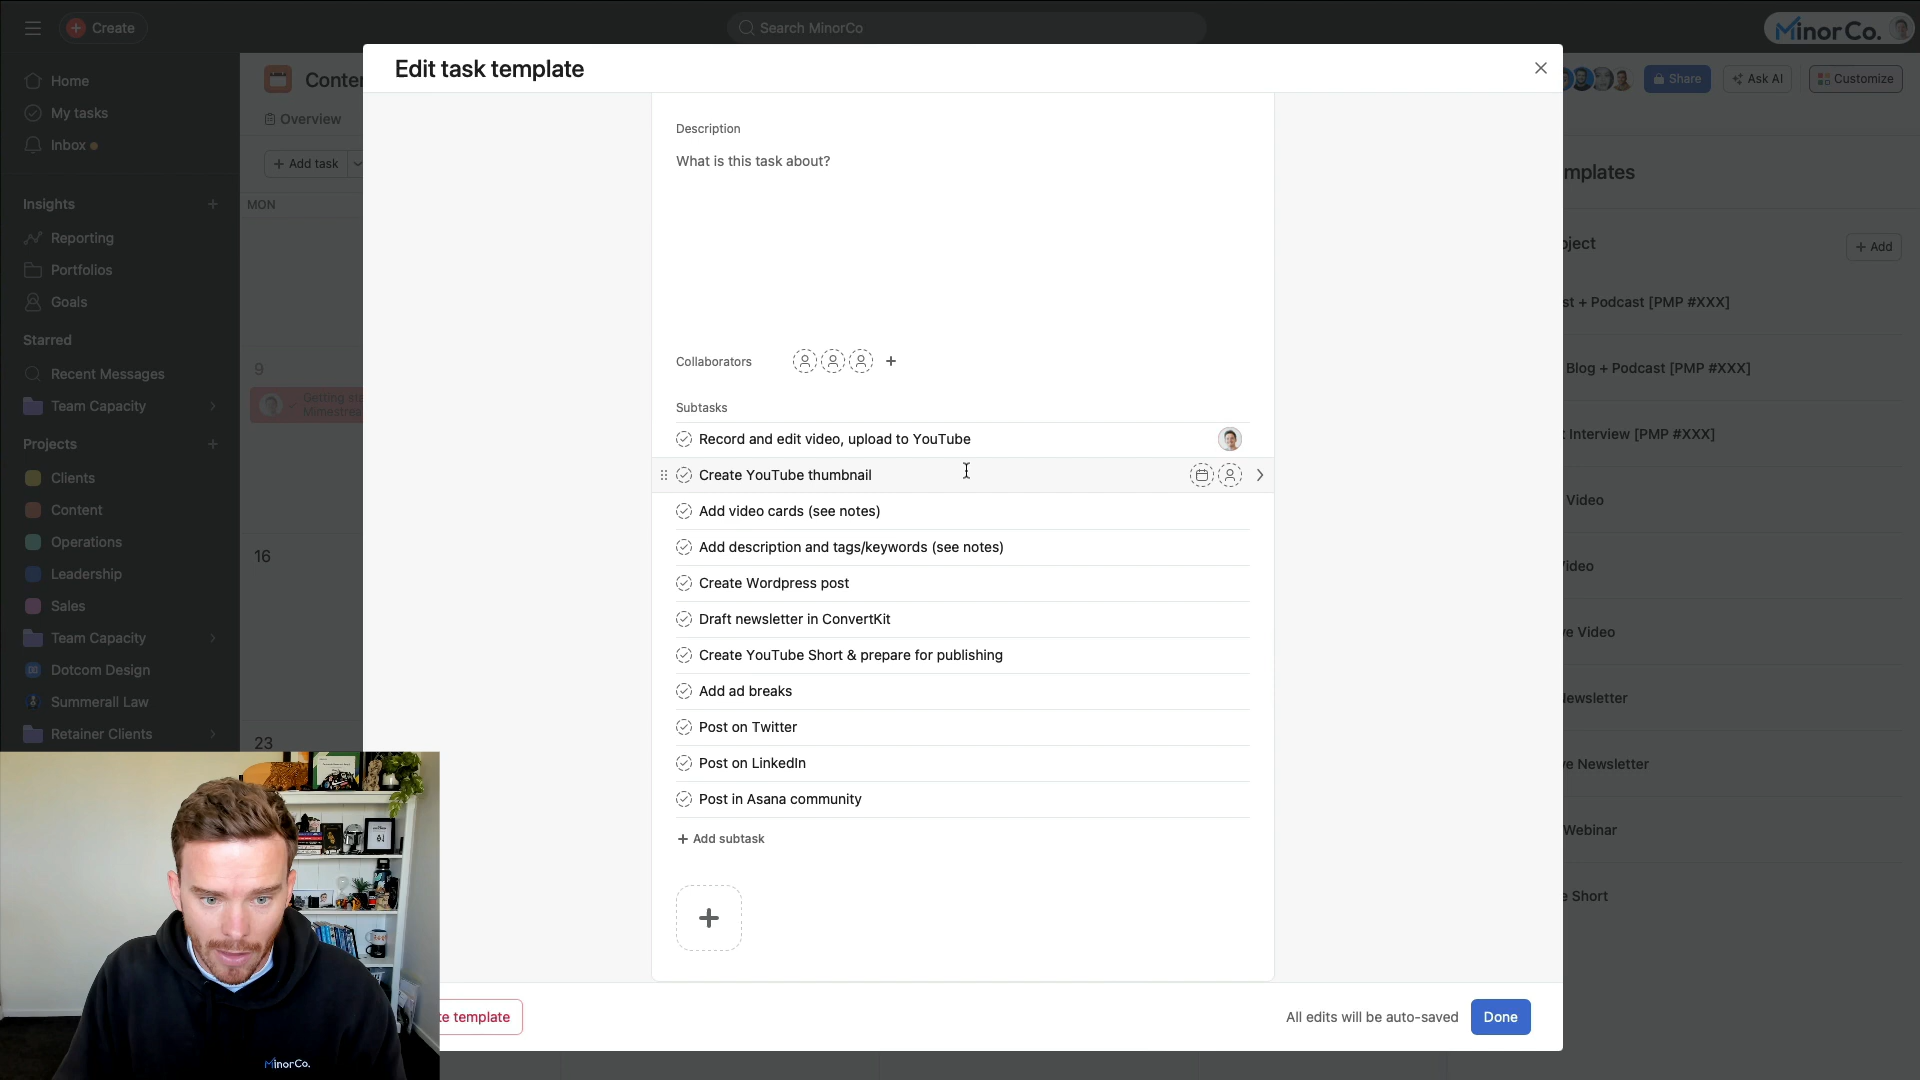 Create
Search MinorCo
MinorCo.
Home
My tasks
Inbox
Insights
Reporting
Portfolios
Goals
Starred
Recent Messages
Team Capacity
Projects
Clients
Content
Operations
Leadership
Sales
Team Capacity
Dotcom Design
Summerall Law
Retainer Clients
Conten
Overview
Add task
MON
9
Getting sta
Mimestres
16
23
Edit task template
Description
What is this task about?
Collaborators
Subtasks
Record and edit video, upload to YouTube
Create YouTube thumbnail
Add video cards (see notes)
Add description and tags/keywords (see notes)
Create Wordpress post
Draft newsletter in ConvertKit
Create YouTube Short & prepare for publishing
Add ad breaks
Post on Twitter
Post on LinkedIn
Post in Asana community
+ Add subtask
te template
All edits will be auto-saved
Done
Share
Ask AI
Customize
mplates
oject
+ Add
st + Podcast [PMP #XXX]
Blog + Podcast [PMP #XXX]
t Interview [PMP #XXX]
Video
Video
ve Video
Newsletter
ve Newsletter
Webinar
e Short
MinorCo.